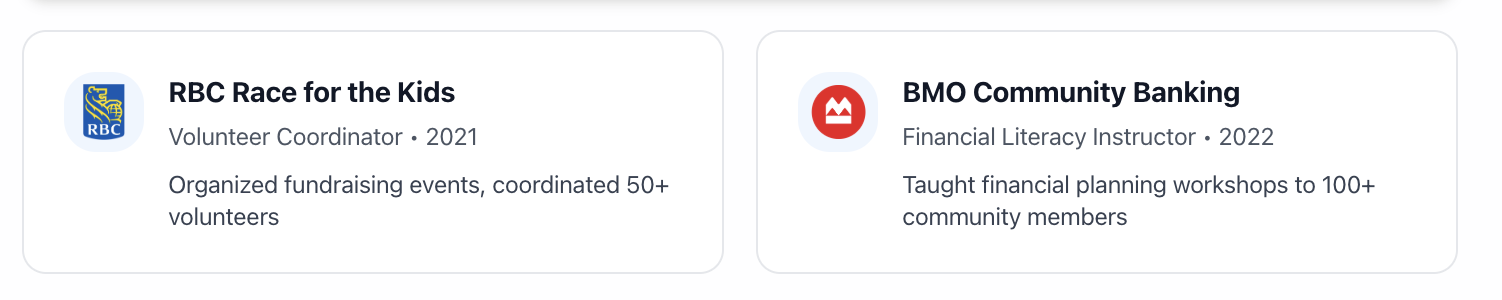 RBC
RBC Race for the Kids
Volunteer Coordinator • 2021
Organized fundraising events, coordinated 50+
volunteers
BMO Community Banking
Financial Literacy Instructor • 2022
Taught financial planning workshops to 100+
community members